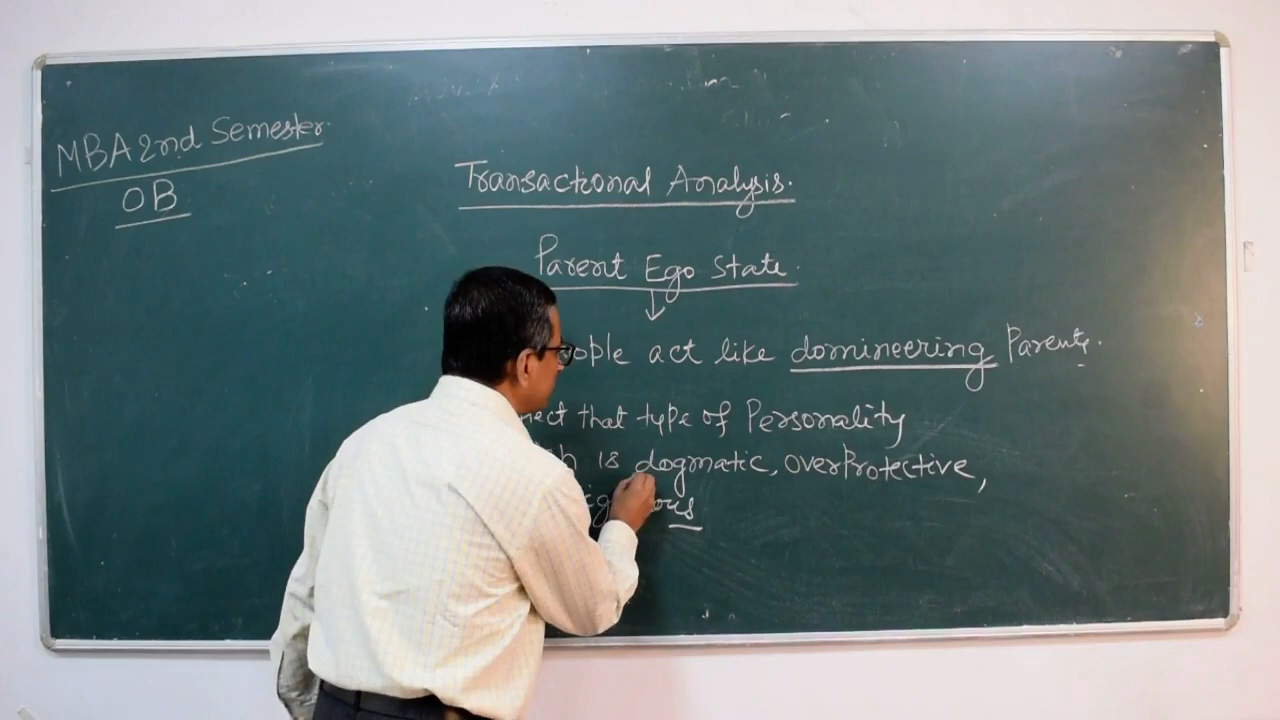 MBA 2nd Semester
OB
Transactional Analysis.
Parent Ego State.
act like domineering Parents.
that type of Personality
is dogmatic, overProtective,